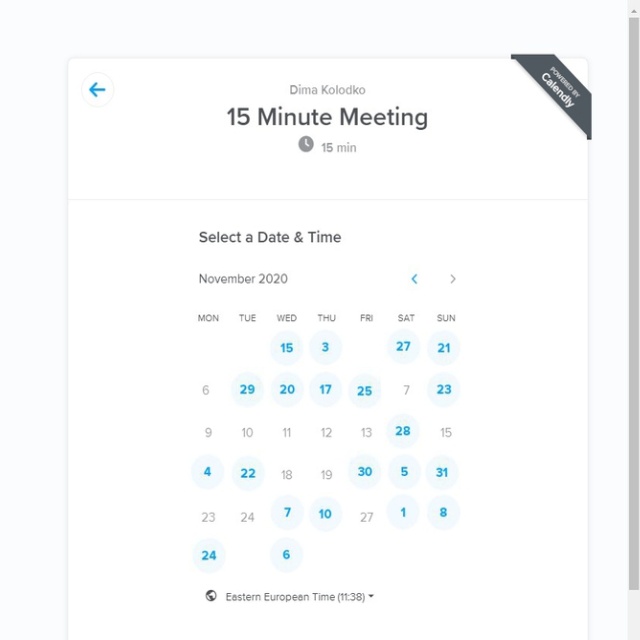 Dima Kolodko
POWERED BY
Calendly
15 Minute Meeting
15 min
Select a Date & Time
November 2020
MON TUE WED THU FRI SAT SUN
15 3 27 21
6 29 20 17 25 7 23
9 10 11 12 13 28 15
4 22 18 19 30 5 31
23 24 7 10 27 1 8
24 6
Eastern European Time (11:38)